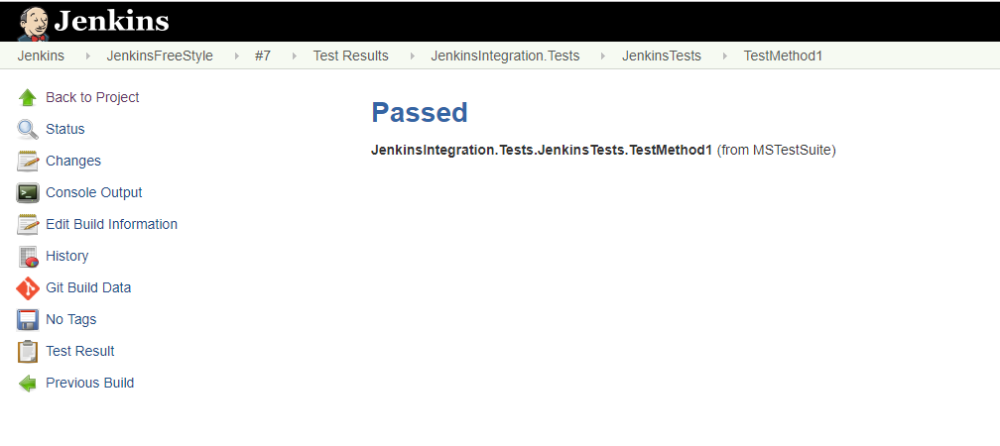 Jenkins
Jenkins JenkinsFreeStyle #7 Test Results JenkinsIntegration.Tests JenkinsTests TestMethod1
Back to Project
Status
Changes
Console Output
Edit Build Information
History
Git Build Data
No Tags
Test Result
Previous Build
Passed
JenkinsIntegration.Tests.JenkinsTests.TestMethod1 (from MSTestSuite)